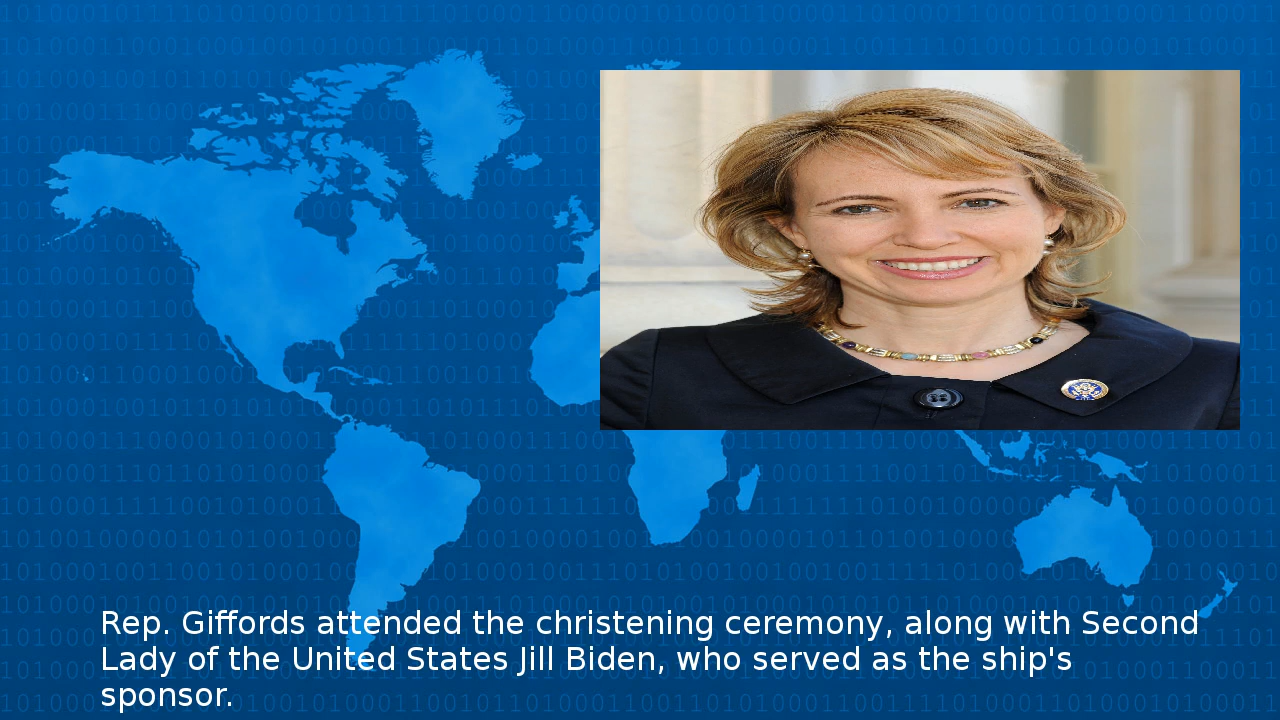 Rep. Giffords attended the christening ceremony, along with Second
Lady of the United States Jill Biden, who served as the ship's
sponsor.